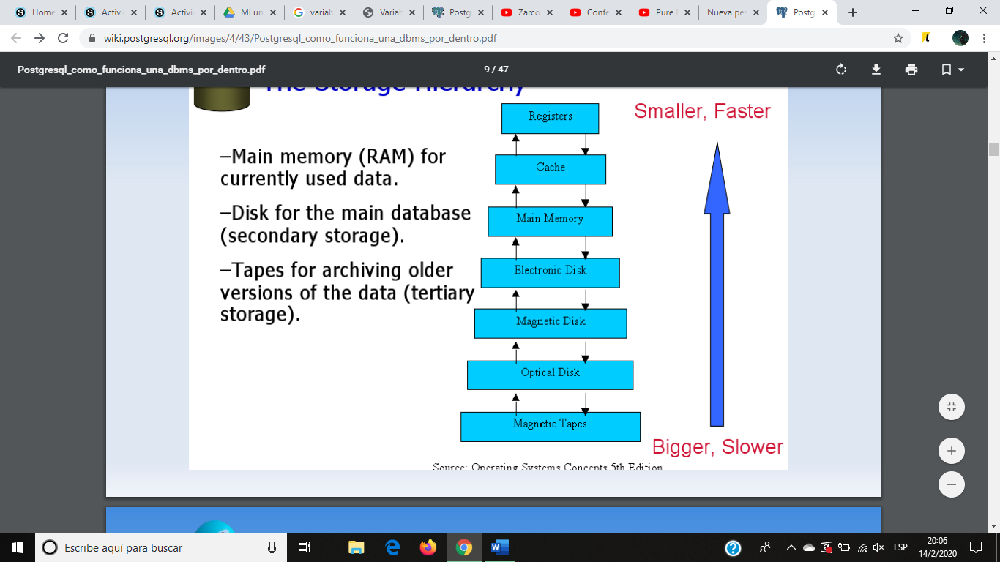 Home
Activi
Activi
Mi un
variab
Variab
Postg
Zarco
Confe
Pure
Nueva pe
Postg
wiki.postgresql.org/images/4/43/Postgresql_como_funciona_una_dbms_por_dentro.pdf
Postgresql_como_funciona_una_dbms_por_dentro.pdf
9 / 47
The Storage Hierarchy
–Main memory (RAM) for
currently used data.
–Disk for the main database
(secondary storage).
–Tapes for archiving older
versions of the data (tertiary
storage).
Registers
Cache
Main Memory
Electronic Disk
Magnetic Disk
Optical Disk
Magnetic Tapes
Smaller, Faster
Bigger, Slower
Source: Operating Systems Concepts 5th Edition
Escribe aquí para buscar
ESP
20:06
14/2/2020